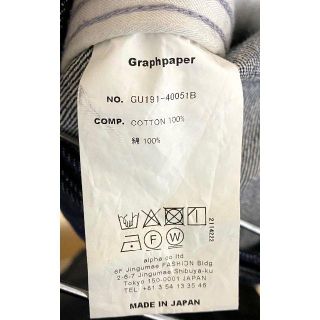 Graphpaper
NO. GU191-40051B
COMP. COTTON 100%
綿 100%
2114222
alpha.co.ltd
6F Jingumae FASHION Bldg.
2-6-7 Jingumae Shibuya-ku
Tokyo 150-0001 JAPAN
TEL +81 3 54 13 35 46
MADE IN JAPAN